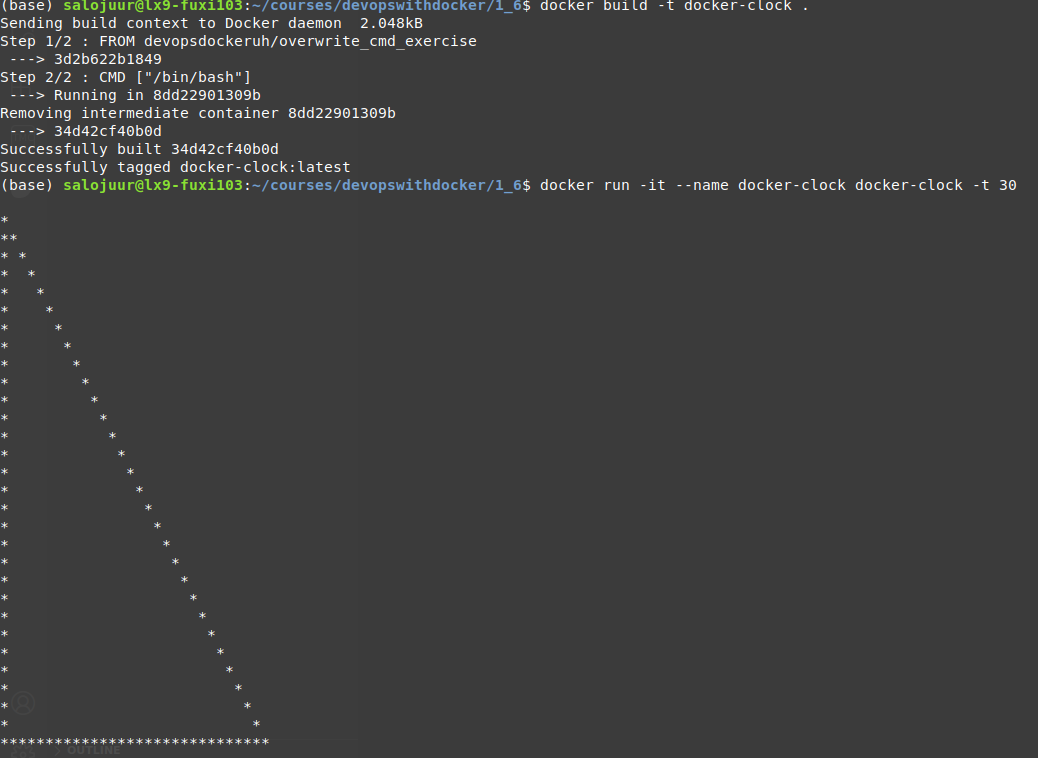 (base) salojuur@lx9-fuxi103:~/courses/devopswithdocker/1_6$ docker build -t docker-clock .
Sending build context to Docker daemon  2.048kB
Step 1/2 : FROM devopsdockeruh/overwrite_cmd_exercise
 ---> 3d2b622b1849
Step 2/2 : CMD ["/bin/bash"]
 ---> Running in 8dd22901309b
Removing intermediate container 8dd22901309b
 ---> 34d42cf40b0d
Successfully built 34d42cf40b0d
Successfully tagged docker-clock:latest
(base) salojuur@lx9-fuxi103:~/courses/devopswithdocker/1_6$ docker run -it --name docker-clock docker-clock -t 30

*
**
* *
*  *
*   *
*    *
*     *
*      *
*       *
*        *
*         *
*          *
*           *
*            *
*             *
*              *
*               *
*                *
*                 *
*                  *
*                   *
*                    *
*                     *
*                      *
*                       *
*                        *
*                         *
*                          *
*                           *
******************************
OUTLINE